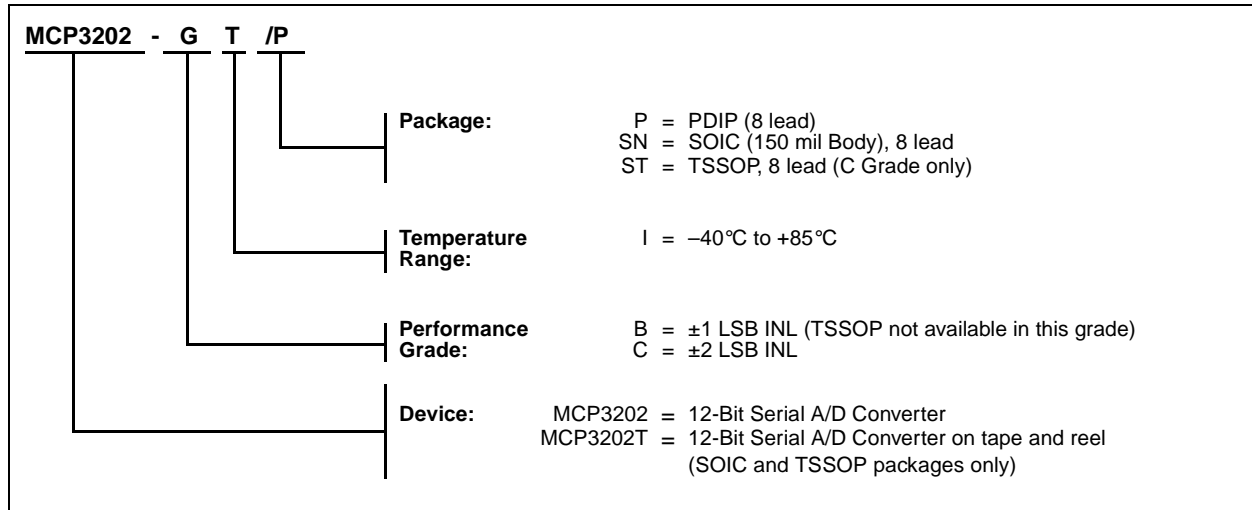 MCP3202 - G T /P
Package: P = PDIP (8 lead)
SN = SOIC (150 mil Body), 8 lead
ST = TSSOP, 8 lead (C Grade only)
Temperature I = –40°C to +85°C
Range:
Performance B = ±1 LSB INL (TSSOP not available in this grade)
Grade: C = ±2 LSB INL
Device: MCP3202 = 12-Bit Serial A/D Converter
MCP3202T = 12-Bit Serial A/D Converter on tape and reel
(SOIC and TSSOP packages only)